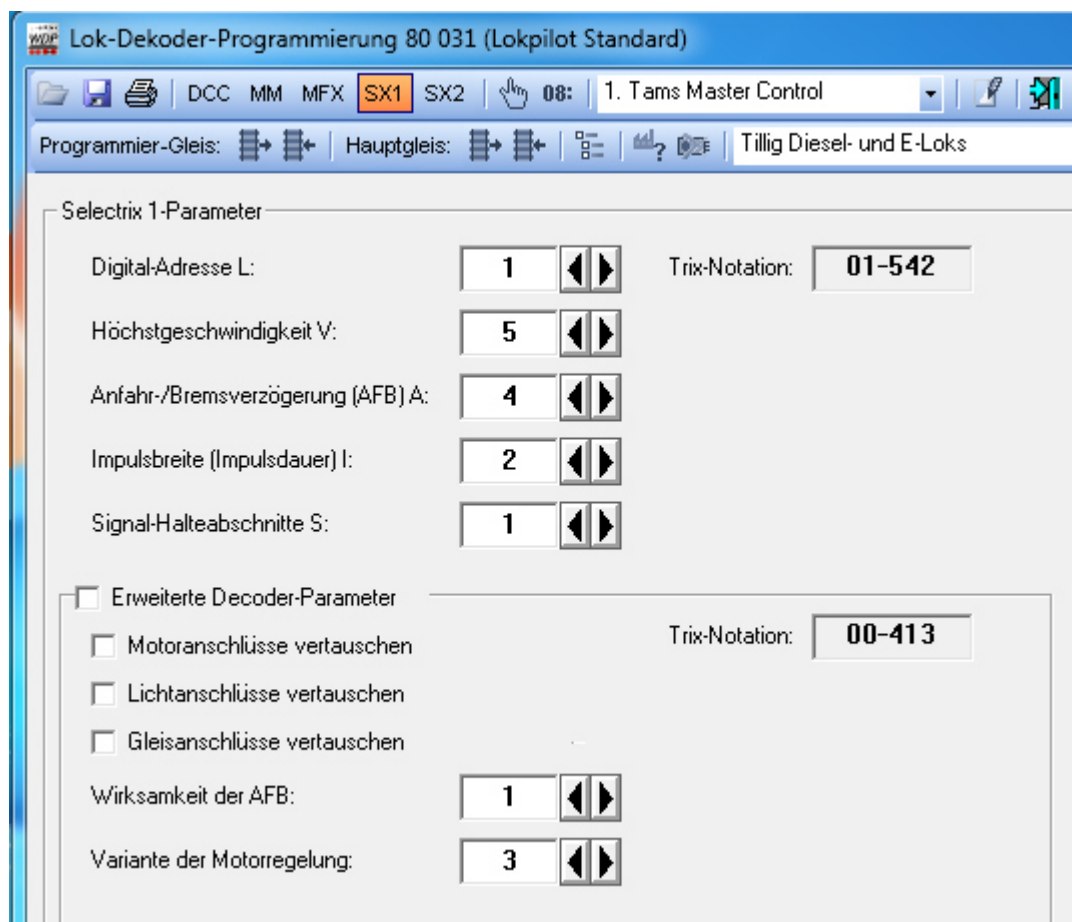 WDP Lok-Dekoder-Programmierung 80 031 (Lokpilot Standard)
DCC MM MFX SX1 SX2 08: 1. Tams Master Control
Programmier-Gleis: Hauptgleis: ? Tillig Diesel- und E-Loks
Selectrix 1-Parameter
Digital-Adresse L: 1 Trix-Notation: 01-542
Höchstgeschwindigkeit V: 5
Anfahr-/Bremsverzögerung (AFB) A: 4
Impulsbreite (Impulsdauer) I: 2
Signal-Halteabschnitte S: 1
Erweiterte Decoder-Parameter
Motoranschlüsse vertauschen Trix-Notation: 00-413
Lichtanschlüsse vertauschen
Gleisanschlüsse vertauschen
Wirksamkeit der AFB: 1
Variante der Motorregelung: 3